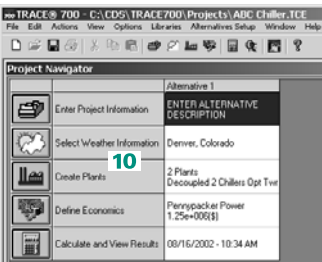 TRACE® 700 - C:\CDS\TRACE700\Projects\ABC Chiller.TCE
File Edit Actions View Options Libraries Alternatives Setup Window Help
Project Navigator
Alternative 1
Enter Project Information
ENTER ALTERNATIVE
DESCRIPTION
Select Weather Information
Denver, Colorado
10
Create Plants
2 Plants
Decoupled 2 Chillers Opt Twr
Define Economics
Pennypacker Power
1.25e+006($)
Calculate and View Results
08/16/2002 - 10:34 AM